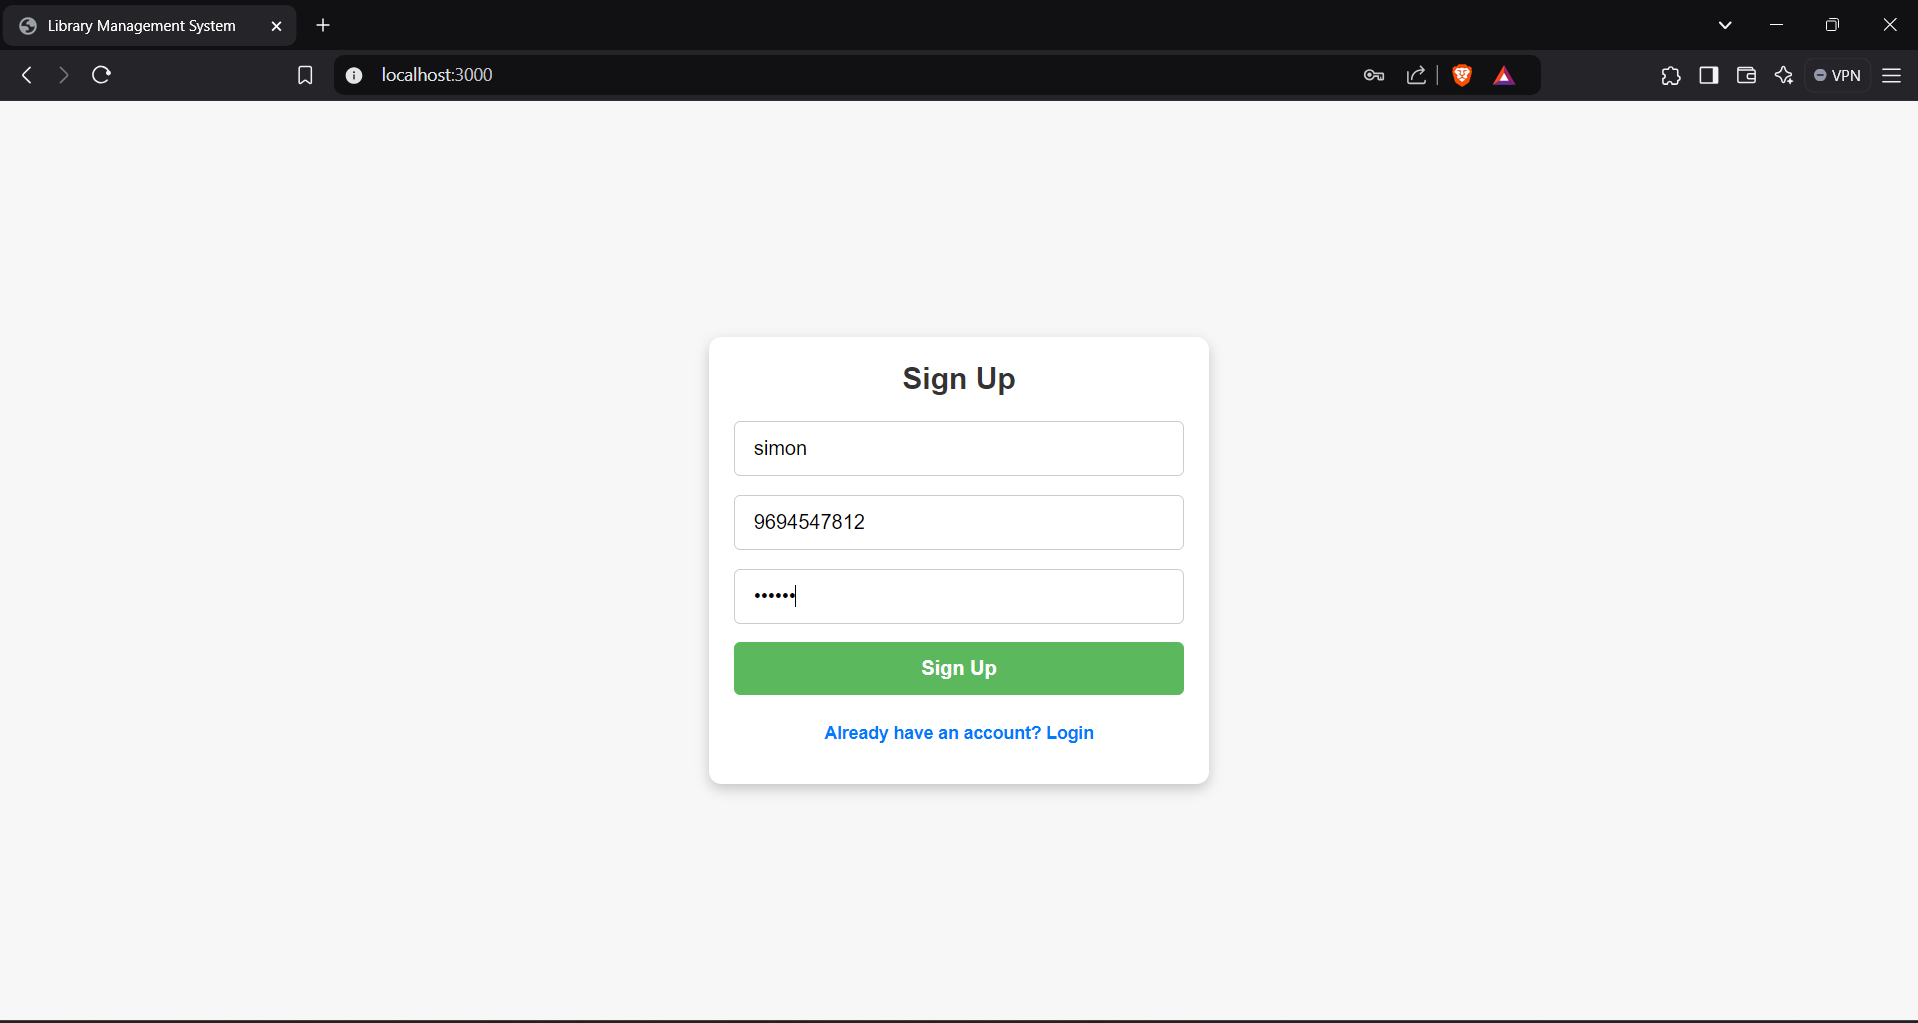 Library Management System
localhost:3000
VPN
Sign Up
simon
9694547812
••••••
Sign Up
Already have an account? Login